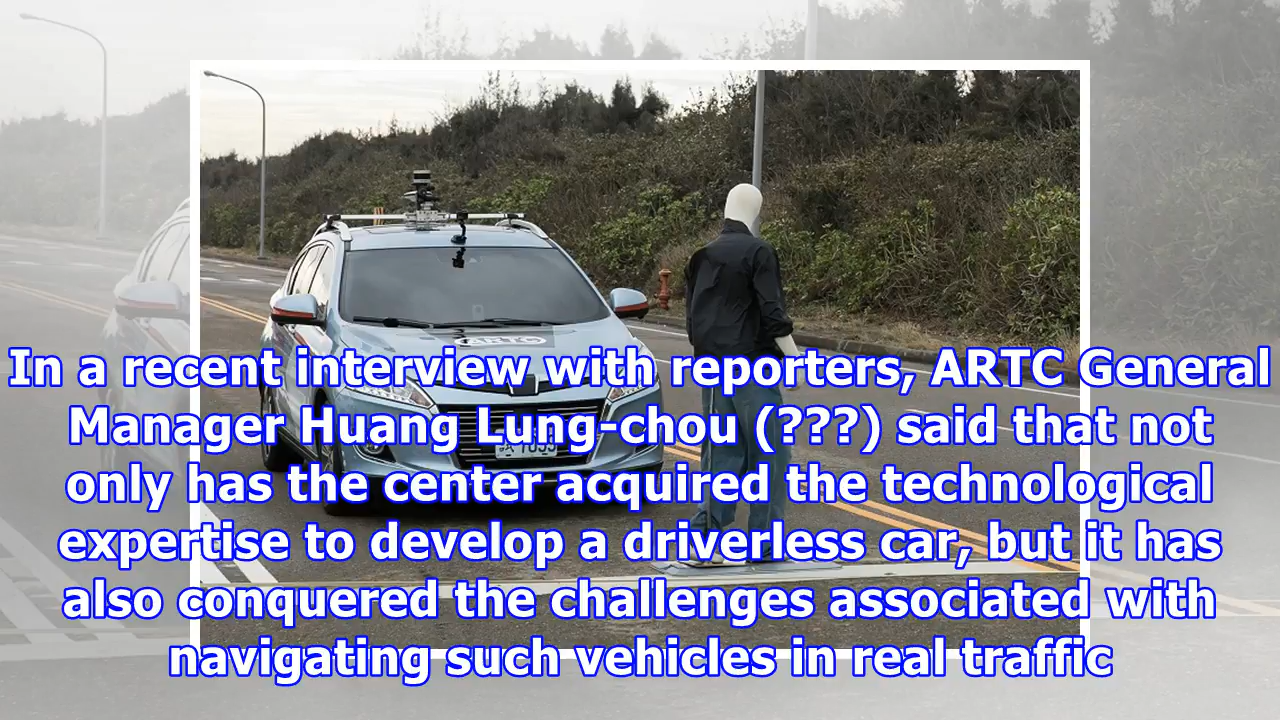 ARTC
In a recent interview with reporters, ARTC General
Manager Huang Lung-chou (???) said that not
only has the center acquired the technological
expertise to develop a driverless car, but it has
also conquered the challenges associated with
navigating such vehicles in real traffic